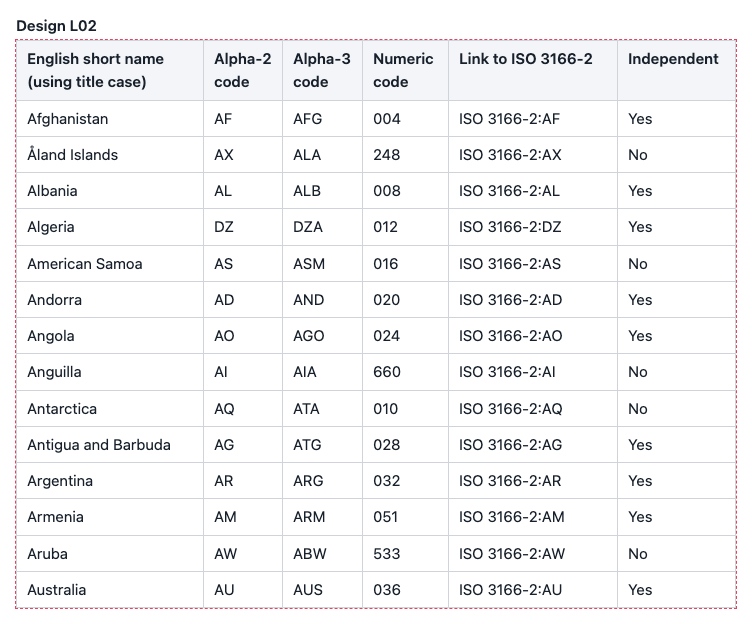 Design L02
English short name Alpha-2 Alpha-3 Numeric Link to ISO 3166-2 Independent
(using title case) code code code
Afghanistan AF AFG 004 ISO 3166-2:AF Yes
Åland Islands AX ALA 248 ISO 3166-2:AX No
Albania AL ALB 008 ISO 3166-2:AL Yes
Algeria DZ DZA 012 ISO 3166-2:DZ Yes
American Samoa AS ASM 016 ISO 3166-2:AS No
Andorra AD AND 020 ISO 3166-2:AD Yes
Angola AO AGO 024 ISO 3166-2:AO Yes
Anguilla AI AIA 660 ISO 3166-2:AI No
Antarctica AQ ATA 010 ISO 3166-2:AQ No
Antigua and Barbuda AG ATG 028 ISO 3166-2:AG Yes
Argentina AR ARG 032 ISO 3166-2:AR Yes
Armenia AM ARM 051 ISO 3166-2:AM Yes
Aruba AW ABW 533 ISO 3166-2:AW No
Australia AU AUS 036 ISO 3166-2:AU Yes